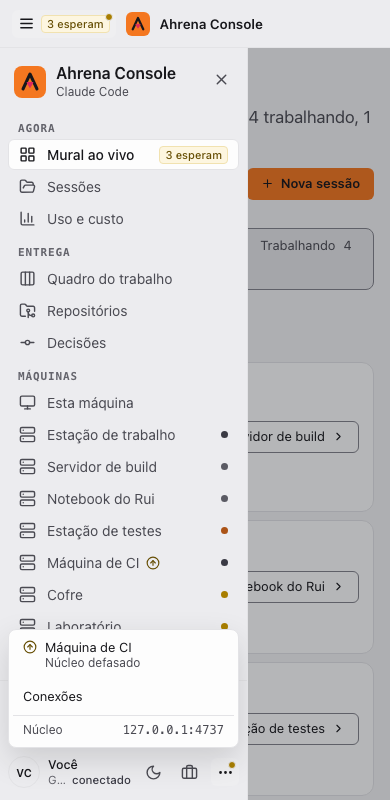 3 esperam
Ahrena Console
Ahrena Console
Claude Code
AGORA
Mural ao vivo
3 esperam
Sessões
Uso e custo
ENTREGA
Quadro do trabalho
Repositórios
Decisões
MÁQUINAS
Esta máquina
Estação de trabalho
Servidor de build
Notebook do Rui
Estação de testes
Máquina de CI
Cofre
Laboratório
Máquina de CI
Núcleo defasado
Conexões
Núcleo
127.0.0.1:4737
VC
Você
G... conectado
4 trabalhando, 1
+ Nova sessão
Trabalhando 4
vidor de build
ebook do Rui
ção de testes